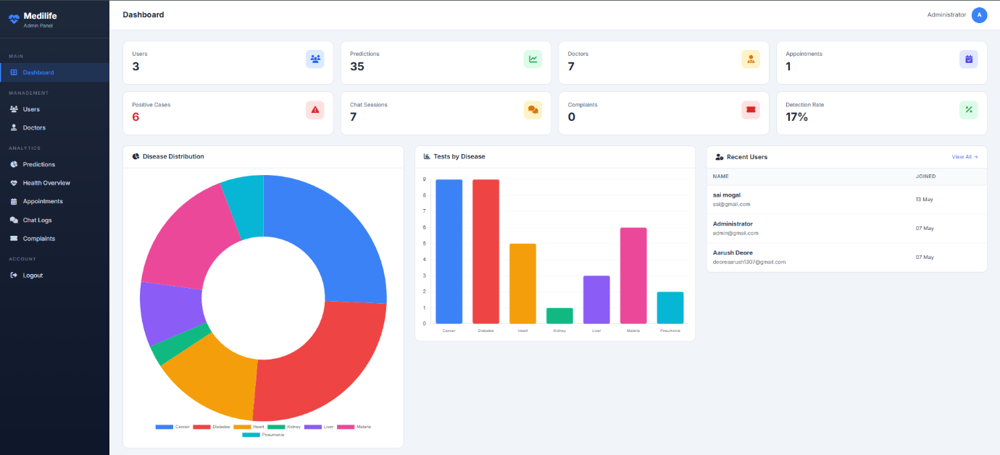 Medilife
Admin Panel
MAIN
Dashboard
MANAGEMENT
Users
Doctors
ANALYTICS
Predictions
Health Overview
Appointments
Chat Logs
Complaints
ACCOUNT
Logout
Dashboard
Administrator A
Users
3
Predictions
35
Doctors
7
Appointments
1
Positive Cases
6
Chat Sessions
7
Complaints
0
Detection Rate
17%
Disease Distribution
Cancer Diabetes Heart Kidney Liver Malaria
Pneumonia
Tests by Disease
9
8
7
6
5
4
3
2
1
0
Cancer Diabetes Heart Kidney Liver Malaria Pneumonia
Recent Users View All →
NAME JOINED
sai mogal
sai@gmail.com
13 May
Administrator
admin@gmail.com
07 May
Aarush Deore
deoreaarush1307@gmail.com
07 May